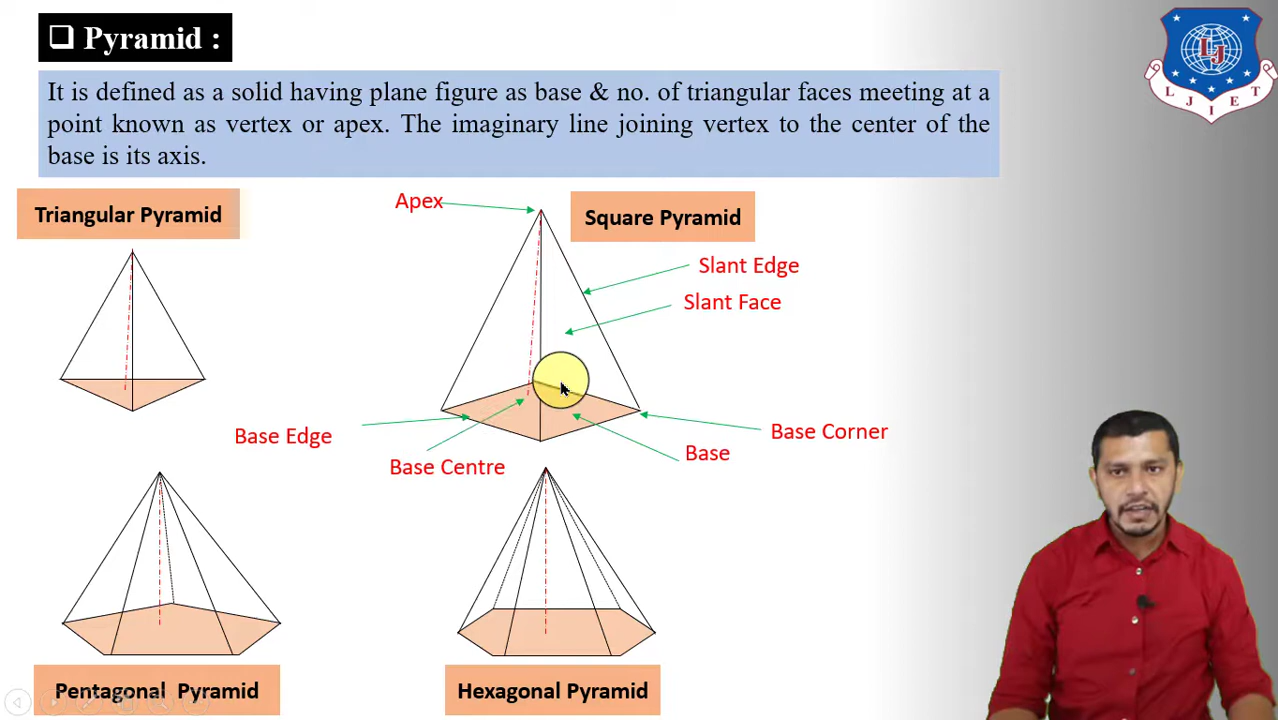 ❑ Pyramid :
It is defined as a solid having plane figure as base & no. of triangular faces meeting at a
point known as vertex or apex. The imaginary line joining vertex to the center of the
base is its axis.
LJ
LJIET
Triangular Pyramid
Apex
Square Pyramid
Slant Edge
Slant Face
Base Edge
Base Centre
Base
Base Corner
Pentagonal Pyramid
Hexagonal Pyramid